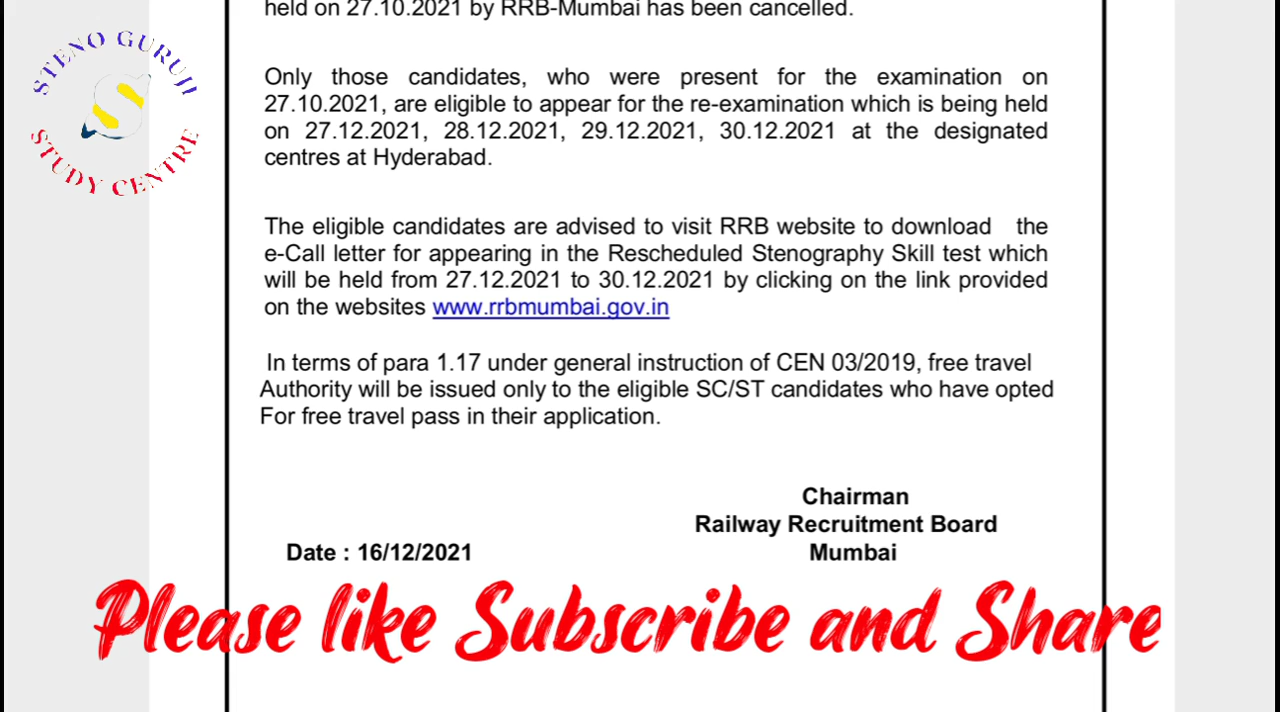 STENO GURUJI
STUDY CENTRE
held on 27.10.2021 by RRB-Mumbai has been cancelled.
Only those candidates, who were present for the examination on
27.10.2021, are eligible to appear for the re-examination which is being held
on 27.12.2021, 28.12.2021, 29.12.2021, 30.12.2021 at the designated
centres at Hyderabad.
The eligible candidates are advised to visit RRB website to download the
e-Call letter for appearing in the Rescheduled Stenography Skill test which
will be held from 27.12.2021 to 30.12.2021 by clicking on the link provided
on the websites www.rrbmumbai.gov.in
In terms of para 1.17 under general instruction of CEN 03/2019, free travel
Authority will be issued only to the eligible SC/ST candidates who have opted
For free travel pass in their application.
Chairman
Railway Recruitment Board
Date : 16/12/2021 Mumbai
Please like Subscribe and Share